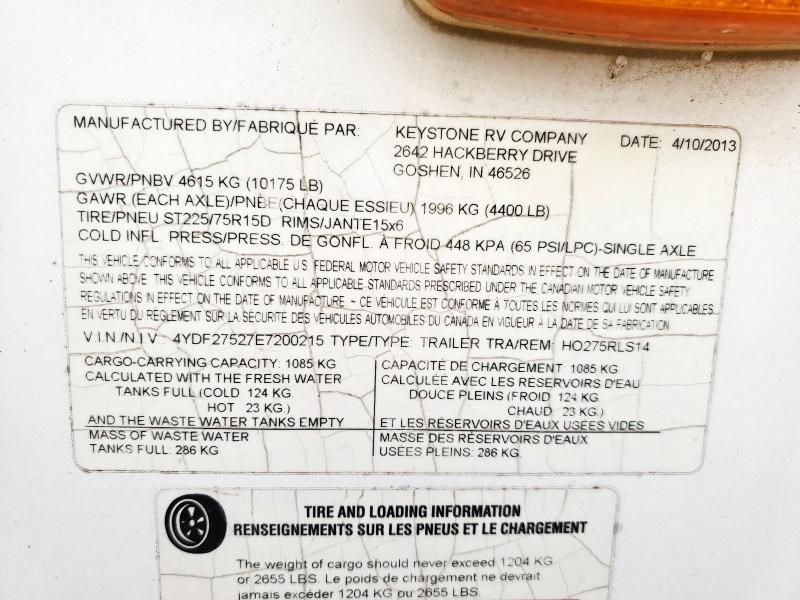 MANUFACTURED BY/FABRIQUÉ PAR: KEYSTONE RV COMPANY DATE: 4/10/2013
2642 HACKBERRY DRIVE
GOSHEN, IN 46526
GVWR/PNBV 4615 KG (10175 LB)
GAWR (EACH AXLE)/PNBE(CHAQUE ESSIEU) 1996 KG (4400 LB)
TIRE/PNEU ST225/75R15D RIMS/JANTE15x6
COLD INFL. PRESS/PRESS. DE GONFL. À FROID 448 KPA (65 PSI/LPC)-SINGLE AXLE
THIS VEHICLE CONFORMS TO ALL APPLICABLE U.S. FEDERAL MOTOR VEHICLE SAFETY STANDARDS IN EFFECT ON THE DATE OF MANUFACTURE
SHOWN ABOVE. THIS VEHICLE CONFORMS TO ALL APPLICABLE STANDARDS PRESCRIBED UNDER THE CANADIAN MOTOR VEHICLE SAFETY
REGULATIONS IN EFFECT ON THE DATE OF MANUFACTURE. ~ CE VÉHICULE EST CONFORME À TOUTES LES NORMES QUI LUI SONT APPLICABLES
EN VERTU DU RÈGLEMENT SUR LA SÉCURITÉ DES VÉHICULES AUTOMOBILES DU CANADA EN VIGUEUR À LA DATE DE SA FABRICATION
V.I.N /N I V : 4YDF27527E7200215 TYPE/TYPE: TRAILER TRA/REM: HO275RLS14
CARGO-CARRYING CAPACITY: 1085 KG
CALCULATED WITH THE FRESH WATER
TANKS FULL (COLD 124 KG.
HOT 23 KG.)
AND THE WASTE WATER TANKS EMPTY
MASS OF WASTE WATER
TANKS FULL: 286 KG
CAPACITÉ DE CHARGEMENT: 1085 KG
CALCULÉE AVEC LES RESERVOIRS D'EAU
DOUCE PLEINS (FROID 124 KG.
CHAUD 23 KG.)
ET LES RÉSERVOIRS D'EAUX USÉES VIDES
MASSE DES RÉSERVOIRS D'EAUX
USÉES PLEINS: 286 KG.
TIRE AND LOADING INFORMATION
RENSEIGNEMENTS SUR LES PNEUS ET LE CHARGEMENT
The weight of cargo should never exceed 1204 KG
or 2655 LBS. Le poids de chargement ne devrait
jamais excéder 1204 KG ou 2655 LBS.